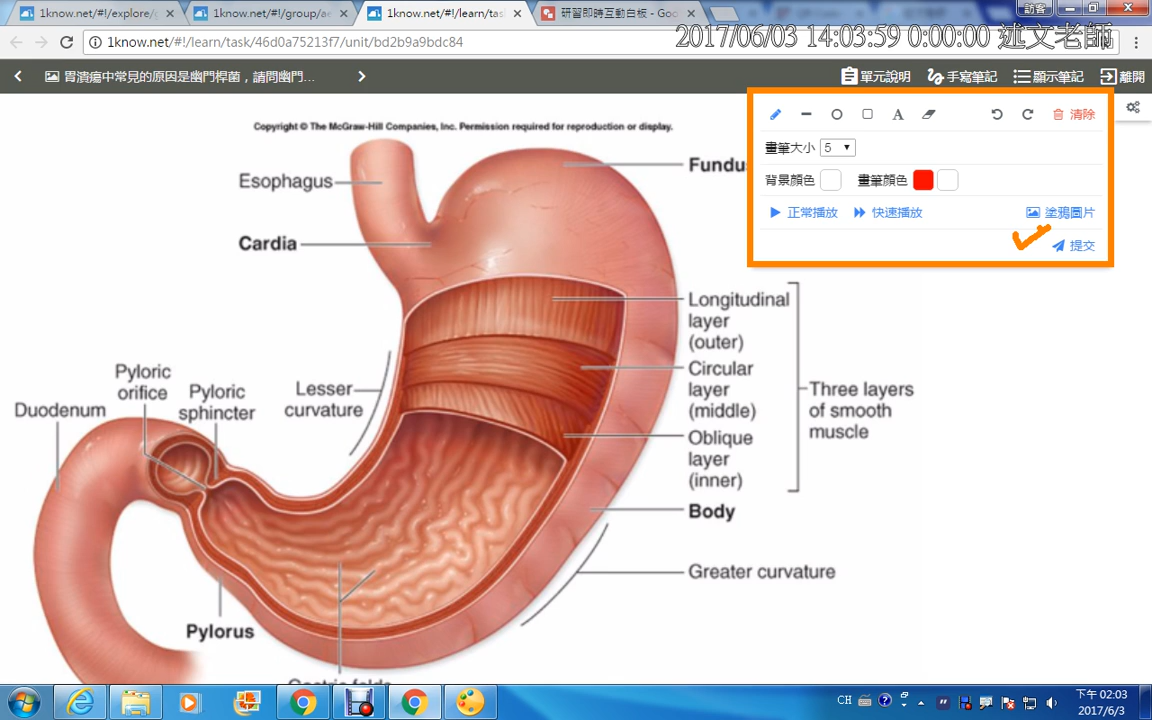 1know.net/#!/explore/
1know.net/#!/group/ae
1know.net/#!/learn/tas
研習即時互動白板 - Goo
訪客
2017/06/03 14:03:59 0:00:00 述文老師
1know.net/#!/learn/task/46d0a75213f7/unit/bd2b9a9bdc84
胃潰瘍中常見的原因是幽門桿菌，請問幽門...
單元說明
手寫筆記
顯示筆記
離開
清除
畫筆大小 5
背景顏色
畫筆顏色
正常播放
快速播放
塗鴉圖片
提交
Copyright © The McGraw-Hill Companies, Inc. Permission required for reproduction or display.
Esophagus
Fundus
Cardia
Longitudinal
layer
(outer)
Circular
layer
(middle)
Oblique
layer
(inner)
Three layers
of smooth
muscle
Pyloric
orifice
Pyloric
sphincter
Lesser
curvature
Duodenum
Body
Greater curvature
Pylorus
Gastric folds
CH
下午 02:03
2017/6/3